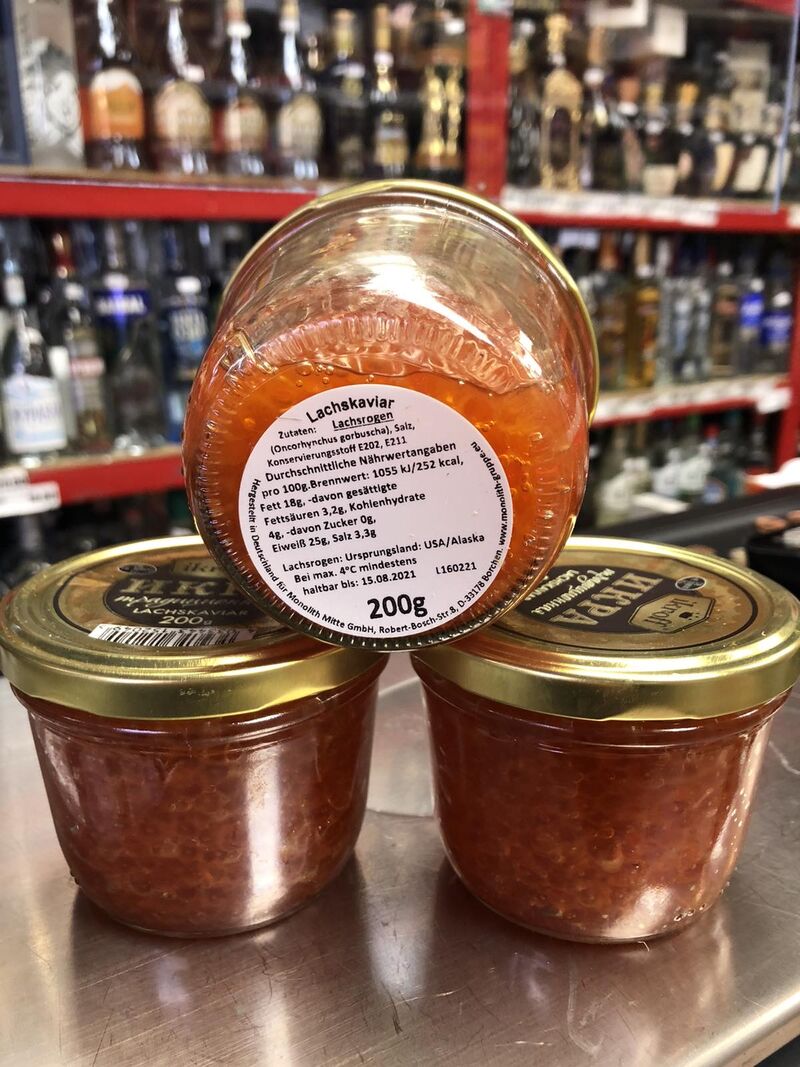 Lachskaviar
Zutaten: Lachsrogen
(Oncorhynchus gorbuscha), Salz,
Konservierungsstoff E202, E211
Durchschnittliche Nährwertangaben
pro 100g.Brennwert: 1055 kJ/252 kcal,
Fett 18g, -davon gesättigte
Fettsäuren 3,2g, Kohlenhydrate
4g, -davon Zucker 0g,
Eiweiß 25g, Salz 3,3g
Lachsrogen: Ursprungsland: USA/Alaska
Bei max. 4°C mindestens
haltbar bis: 15.08.2021 L160221
200g
Hergestellt in Deutschland für Monolith Mitte GmbH, Robert-Bosch-Str.8, D-33178 Borchen. www.monolith-gruppe.eu
LACHSKAVIAR
200g
ИКРА